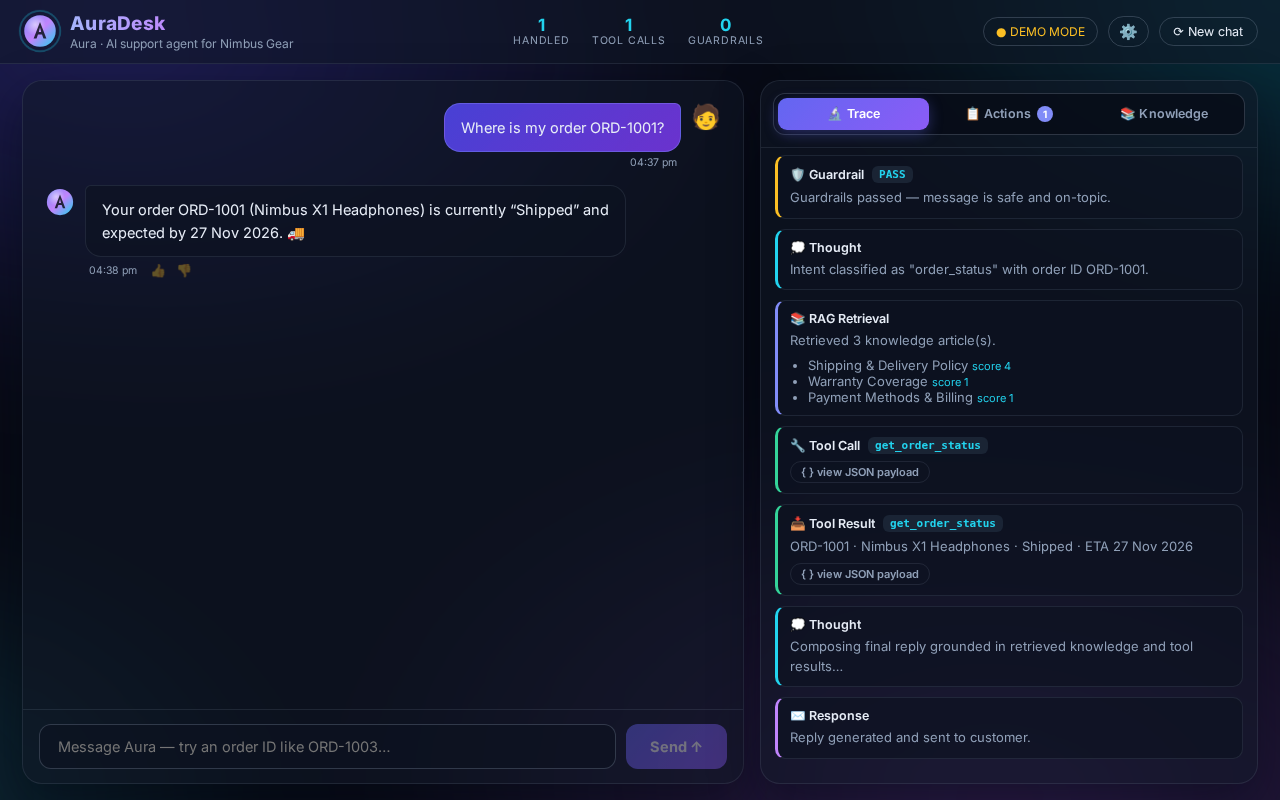 AuraDesk
Aura · AI support agent for Nimbus Gear
1
HANDLED
1
TOOL CALLS
0
GUARDRAILS
DEMO MODE
⚙️
⟳ New chat
Where is my order ORD-1001?
04:37 pm
Your order ORD-1001 (Nimbus X1 Headphones) is currently “Shipped” and
expected by 27 Nov 2026. 🚚
04:38 pm 👍 👎
Message Aura — try an order ID like ORD-1003...
Send ↑
🔬 Trace
📋 Actions 1
📚 Knowledge
🛡️ Guardrail PASS
Guardrails passed — message is safe and on-topic.
💭 Thought
Intent classified as "order_status" with order ID ORD-1001.
📚 RAG Retrieval
Retrieved 3 knowledge article(s).
• Shipping & Delivery Policy score 4
• Warranty Coverage score 1
• Payment Methods & Billing score 1
🔧 Tool Call get_order_status
{ } view JSON payload
📤 Tool Result get_order_status
ORD-1001 · Nimbus X1 Headphones · Shipped · ETA 27 Nov 2026
{ } view JSON payload
💭 Thought
Composing final reply grounded in retrieved knowledge and tool
results...
✉️ Response
Reply generated and sent to customer.